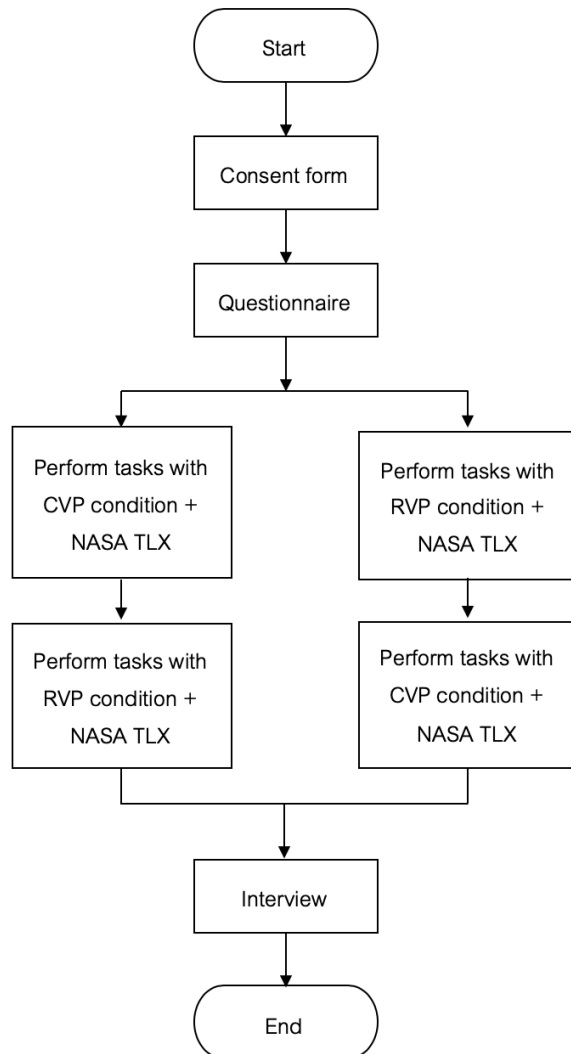 Start
Consent form
Questionnaire
Perform tasks with
CVP condition +
NASA TLX
Perform tasks with
RVP condition +
NASA TLX
Perform tasks with
RVP condition +
NASA TLX
Perform tasks with
CVP condition +
NASA TLX
Interview
End